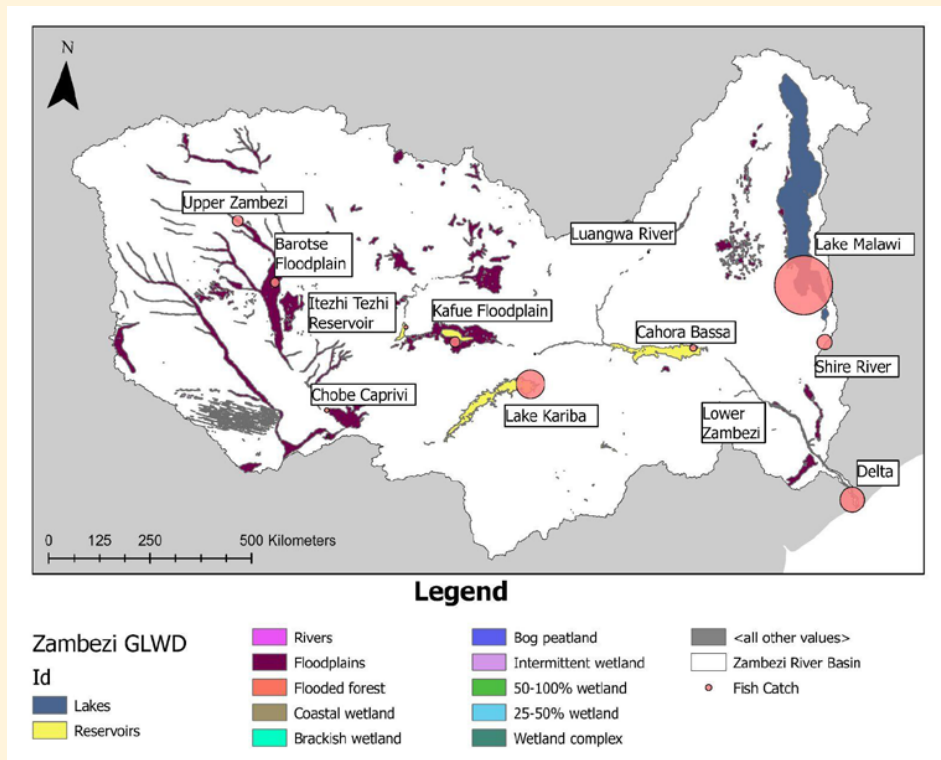 N
Upper Zambezi
Barotse
Floodplain
Itezhi Tezhi
Reservoir
Kafue Floodplain
Luangwa River
Lake Malawi
Cahora Bassa
Shire River
Chobe Caprivi
Lake Kariba
Lower
Zambezi
Delta
0 125 250 500 Kilometers
Legend
Zambezi GLWD
Id
Lakes
Reservoirs
Rivers
Floodplains
Flooded forest
Coastal wetland
Brackish wetland
Bog peatland
Intermittent wetland
50-100% wetland
25-50% wetland
Wetland complex
<all other values>
Zambezi River Basin
Fish Catch